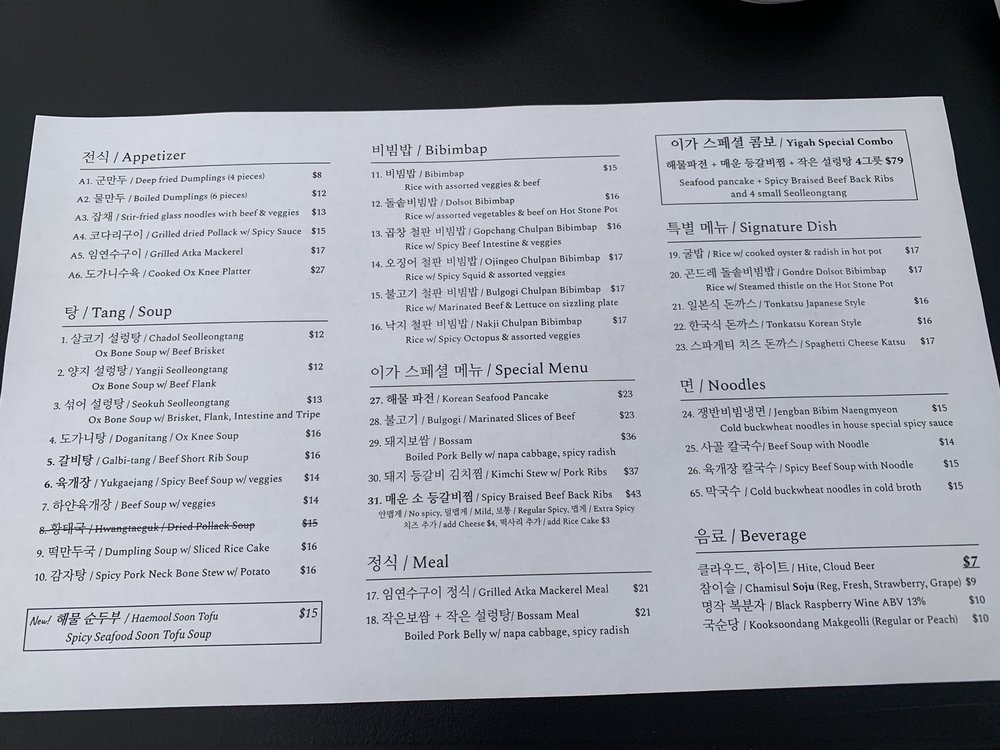 전식 / Appetizer
A1. 군만두 / Deep fried Dumplings (4 pieces) $8
A2. 물만두 / Boiled Dumplings (6 pieces) $12
A3. 잡채 / Stir-fried glass noodles with beef & veggies $13
A4. 코다리구이 / Grilled dried Pollack w/ Spicy Sauce $15
A5. 임연수구이 / Grilled Atka Mackerel $17
A6. 도가니수육 / Cooked Ox Knee Platter $27
탕 / Tang / Soup
1. 살코기 설렁탕 / Chadol Seolleongtang $12
Ox Bone Soup w/ Beef Brisket
2. 양지 설렁탕 / Yangji Seolleongtang $12
Ox Bone Soup w/ Beef Flank
3. 섞어 설렁탕 / Seokuh Seolleongtang $13
Ox Bone Soup w/ Brisket, Flank, Intestine and Tripe
4. 도가니탕 / Doganitang / Ox Knee Soup $16
5. 갈비탕 / Galbi-tang / Beef Short Rib Soup $16
6. 육개장 / Yukgaejang / Spicy Beef Soup w/ veggies $14
7. 하얀육개장 / Beef Soup w/ veggies $14
8. 황태국 / Hwangtaeguk / Dried Pollack Soup $15
9. 떡만두국 / Dumpling Soup w/ Sliced Rice Cake $16
10. 감자탕 / Spicy Pork Neck Bone Stew w/ Potato $16
New! 해물 순두부 / Haemool Soon Tofu $15
Spicy Seafood Soon Tofu Soup
비빔밥 / Bibimbap
11. 비빔밥 / Bibimbap $15
Rice with assorted veggies & beef
12. 돌솥비빔밥 / Dolsot Bibimbap $16
Rice w/ assorted vegetables & beef on Hot Stone Pot
13. 곱창 철판 비빔밥 / Gopchang Chulpan Bibimbap $16
Rice w/ Spicy Beef Intestine & veggies
14. 오징어 철판 비빔밥 / Ojingeo Chulpan Bibimbap $17
Rice w/ Spicy Squid & assorted veggies
15. 불고기 철판 비빔밥 / Bulgogi Chulpan Bibimbap $17
Rice w/ Marinated Beef & Lettuce on sizzling plate
16. 낙지 철판 비빔밥 / Nakji Chulpan Bibimbap $17
Rice w/ Spicy Octopus & assorted veggies
이가 스페셜 메뉴 / Special Menu
27. 해물 파전 / Korean Seafood Pancake $23
28. 불고기 / Bulgogi / Marinated Slices of Beef $23
29. 돼지보쌈 / Bossam $36
Boiled Pork Belly w/ napa cabbage, spicy radish
30. 돼지 등갈비 김치찜 / Kimchi Stew w/ Pork Ribs $37
31. 매운 소 등갈비찜 / Spicy Braised Beef Back Ribs $43
안맵게 / No spicy, 덜맵게 / Mild, 보통 / Regular Spicy, 맵게 / Extra Spicy
치즈 추가 / add Cheese $4, 떡사리 추가 / add Rice Cake $3
정식 / Meal
17. 임연수구이 정식 / Grilled Atka Mackerel Meal $21
18. 작은보쌈 + 작은 설렁탕 / Bossam Meal $21
Boiled Pork Belly w/ napa cabbage, spicy radish
이가 스페셜 콤보 / Yigah Special Combo
해물파전 + 매운 등갈비찜 + 작은 설렁탕 4그릇 $79
Seafood pancake + Spicy Braised Beef Back Ribs
and 4 small Seolleongtang
특별 메뉴 / Signature Dish
19. 굴밥 / Rice w/ cooked oyster & radish in hot pot $17
20. 곤드레 돌솥비빔밥 / Gondre Dolsot Bibimbap $17
Rice w/ Steamed thistle on the Hot Stone Pot
21. 일본식 돈까스 / Tonkatsu Japanese Style $16
22. 한국식 돈까스 / Tonkatsu Korean Style $16
23. 스파게티 치즈 돈까스 / Spaghetti Cheese Katsu $17
면 / Noodles
24. 쟁반비빔냉면 / Jengban Bibim Naengmyeon $15
Cold buckwheat noodles in house special spicy sauce
25. 사골 칼국수 / Beef Soup with Noodle $14
26. 육개장 칼국수 / Spicy Beef Soup with Noodle $15
65. 막국수 / Cold buckwheat noodles in cold broth $15
음료 / Beverage
클라우드, 하이트 / Hite, Cloud Beer $7
참이슬 / Chamisul Soju (Reg, Fresh, Strawberry, Grape) $9
명작 복분자 / Black Raspberry Wine ABV 13% $10
국순당 / Kooksoondang Makgeolli (Regular or Peach) $10